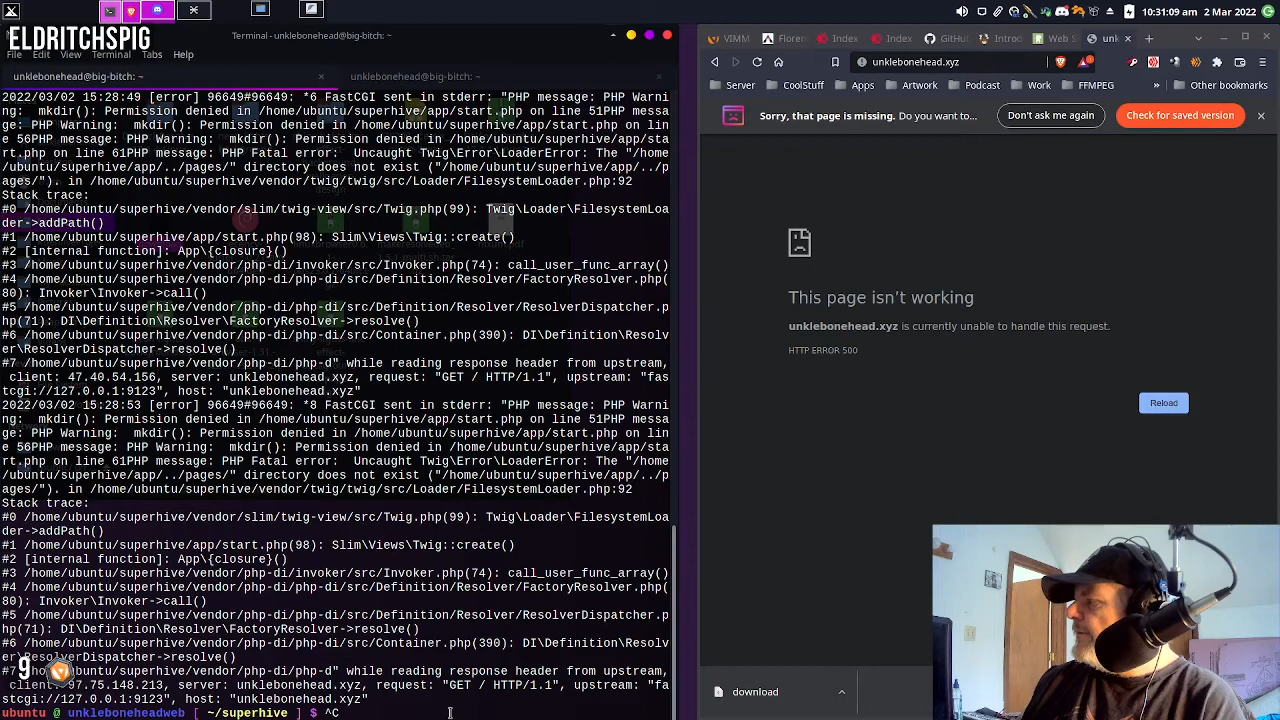 10:31:09 am 2 Mar 2022
ELDRITCHSPIG
Terminal - unklebonehead@big-bitch: ~
File Edit View Terminal Tabs Help
unklebonehead@big-bitch: ~ × unklebonehead@big-bitch: ~ ×
2022/03/02 15:28:49 [error] 96649#96649: *6 FastCGI sent in stderr: "PHP message: PHP Warni
ng: mkdir(): Permission denied in /home/ubuntu/superhive/app/start.php on line 51PHP messa
ge: PHP Warning:  mkdir(): Permission denied in /home/ubuntu/superhive/app/start.php on lin
e 56PHP message: PHP Warning:  mkdir(): Permission denied in /home/ubuntu/superhive/app/sta
rt.php on line 61PHP message: PHP Fatal error:  Uncaught Twig\Error\LoaderError: The "/home
/ubuntu/superhive/app/../pages/" directory does not exist ("/home/ubuntu/superhive/app/../p
ages/"). in /home/ubuntu/superhive/vendor/twig/twig/src/Loader/FilesystemLoader.php:92
Stack trace:
#0 /home/ubuntu/superhive/vendor/slim/twig-view/src/Twig.php(99): Twig\Loader\FilesystemLoa
der->addPath()
#1 /home/ubuntu/superhive/app/start.php(98): Slim\Views\Twig::create()
#2 [internal function]: App\{closure}()
#3 /home/ubuntu/superhive/vendor/php-di/invoker/src/Invoker.php(74): call_user_func_array()
#4 /home/ubuntu/superhive/vendor/php-di/php-di/src/Definition/Resolver/FactoryResolver.php(
80): Invoker\Invoker->call()
#5 /home/ubuntu/superhive/vendor/php-di/php-di/src/Definition/Resolver/ResolverDispatcher.p
hp(71): DI\Definition\Resolver\FactoryResolver->resolve()
#6 /home/ubuntu/superhive/vendor/php-di/php-di/src/Container.php(390): DI\Definition\Resolv
er\ResolverDispatcher->resolve()
#7 /home/ubuntu/superhive/vendor/php-di/php-d" while reading response header from upstream,
client: 47.40.54.156, server: unklebonehead.xyz, request: "GET / HTTP/1.1", upstream: "fas
tcgi://127.0.0.1:9123", host: "unklebonehead.xyz"
2022/03/02 15:28:53 [error] 96649#96649: *8 FastCGI sent in stderr: "PHP message: PHP Warni
ng: mkdir(): Permission denied in /home/ubuntu/superhive/app/start.php on line 51PHP messa
ge: PHP Warning:  mkdir(): Permission denied in /home/ubuntu/superhive/app/start.php on lin
e 56PHP message: PHP Warning:  mkdir(): Permission denied in /home/ubuntu/superhive/app/sta
rt.php on line 61PHP message: PHP Fatal error:  Uncaught Twig\Error\LoaderError: The "/home
/ubuntu/superhive/app/../pages/" directory does not exist ("/home/ubuntu/superhive/app/../p
ages/"). in /home/ubuntu/superhive/vendor/twig/twig/src/Loader/FilesystemLoader.php:92
Stack trace:
#0 /home/ubuntu/superhive/vendor/slim/twig-view/src/Twig.php(99): Twig\Loader\FilesystemLoa
der->addPath()
#1 /home/ubuntu/superhive/app/start.php(98): Slim\Views\Twig::create()
#2 [internal function]: App\{closure}()
#3 /home/ubuntu/superhive/vendor/php-di/invoker/src/Invoker.php(74): call_user_func_array()
#4 /home/ubuntu/superhive/vendor/php-di/php-di/src/Definition/Resolver/FactoryResolver.php(
80): Invoker\Invoker->call()
#5 /home/ubuntu/superhive/vendor/php-di/php-di/src/Definition/Resolver/ResolverDispatcher.p
hp(71): DI\Definition\Resolver\FactoryResolver->resolve()
#6 /home/ubuntu/superhive/vendor/php-di/php-di/src/Container.php(390): DI\Definition\Resolv
er\ResolverDispatcher->resolve()
#7 /home/ubuntu/superhive/vendor/php-di/php-d" while reading response header from upstream,
client: 97.75.148.213, server: unklebonehead.xyz, request: "GET / HTTP/1.1", upstream: "fa
stcgi://127.0.0.1:9123", host: "unklebonehead.xyz"
ubuntu @ unkleboneheadweb [ ~/superhive ] $ ^C
g
VIMM Floren Index Index GitHu Introd Web S unk
unklebonehead.xyz
Server CoolStuff Apps Artwork Podcast Work FFMPEG » Other bookmarks
Sorry, that page is missing. Do you want to... Don't ask me again Check for saved version
This page isn't working
unklebonehead.xyz is currently unable to handle this request.
HTTP ERROR 500
Reload
download